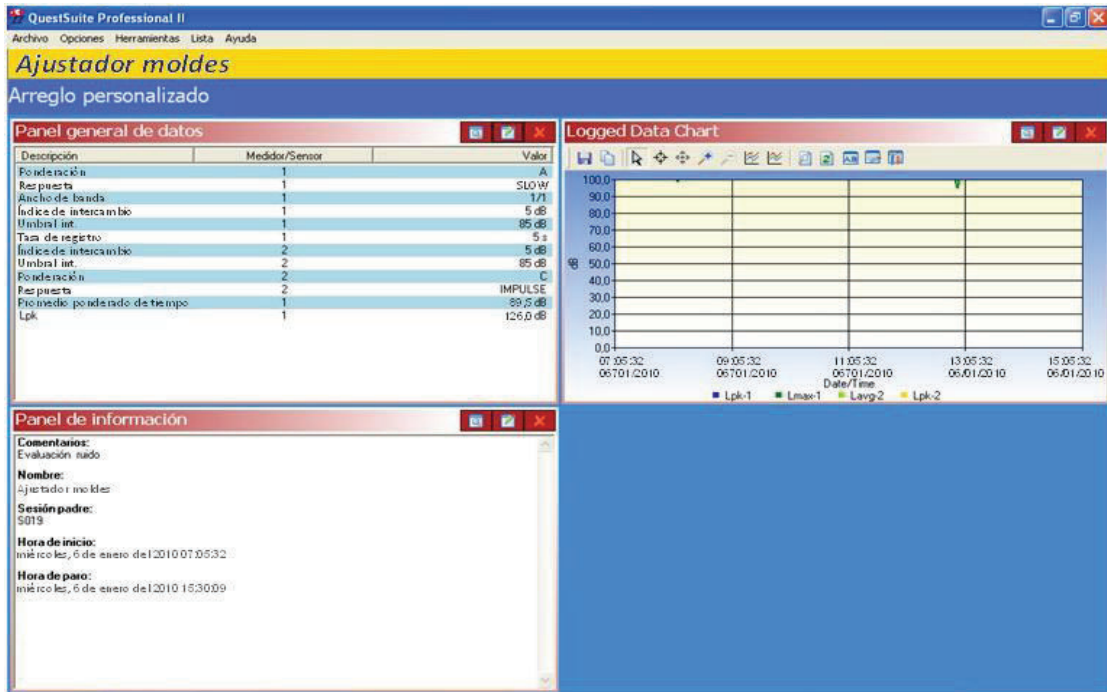 QuestSuite Professional II
Archivo Opciones Herramientas Lista Ayuda
Ajustador moldes
Arreglo personalizado
Panel general de datos
Descripción Medidor/Sensor Valor
Ponderación 1 A
Respuesta 1 SLOW
Ancho de banda 1 1/1
Índice de intercambio 1 5 dB
Umbral int. 1 85 dB
Tasa de registro 1 5 s
Índice de intercambio 2 5 dB
Umbral int. 2 85 dB
Ponderación 2 C
Respuesta 2 IMPULSE
Promedio ponderado de tiempo 1 89,5 dB
Lpk 1 126,0 dB
Logged Data Chart
100,0
90,0
80,0
70,0
60,0
50,0
40,0
30,0
20,0
10,0
0,0
dB
07:05:32 09:05:32 11:05:32 13:05:32 15:05:32
06/01/2010 06/01/2010 06/01/2010 06/01/2010 06/01/2010
Date/Time
Lpk-1 Lmax-1 Lavg-2 Lpk-2
Panel de información
Comentarios:
Evaluación ruido
Nombre:
Ajustador moldes
Sesión padre:
S019
Hora de inicio:
miércoles, 6 de enero del 2010 07:05:32
Hora de paro:
miércoles, 6 de enero del 2010 15:30:09